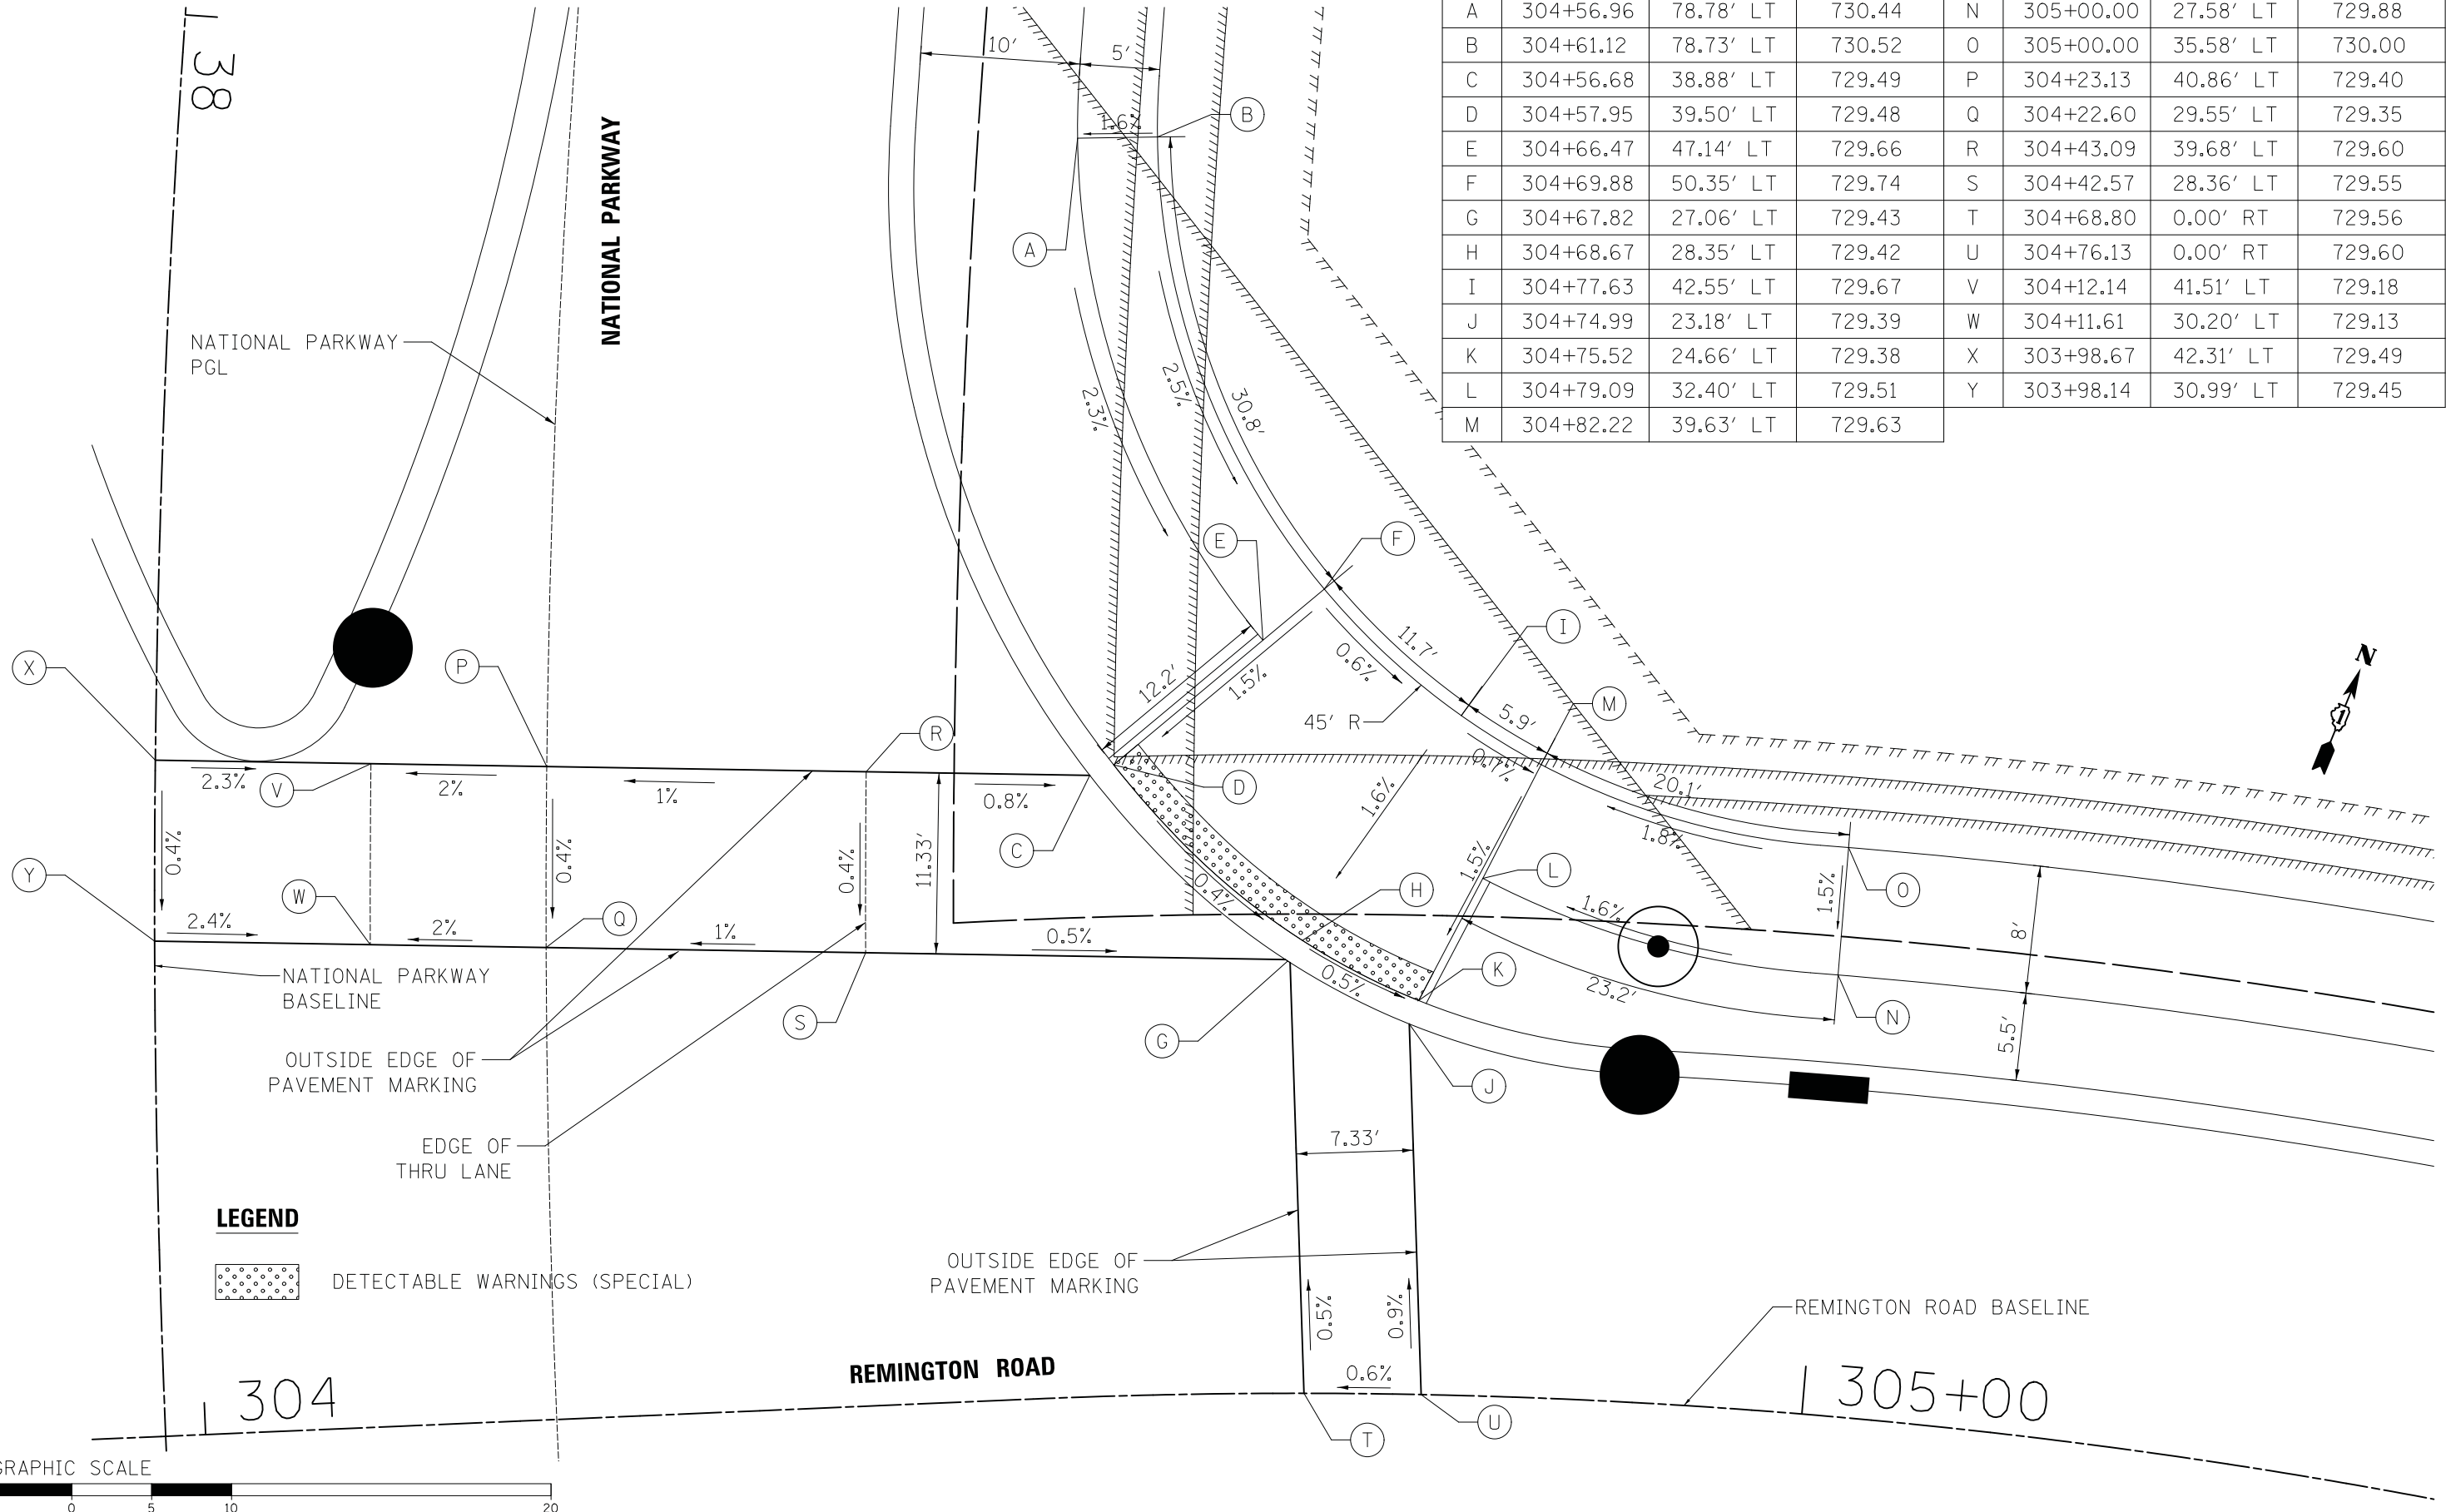 A 304+56.96 78.78' LT 730.44 N 305+00.00 27.58' LT 729.88
B 304+61.12 78.73' LT 730.52 O 305+00.00 35.58' LT 730.00
C 304+56.68 38.88' LT 729.49 P 304+23.13 40.86' LT 729.40
D 304+57.95 39.50' LT 729.48 Q 304+22.60 29.55' LT 729.35
E 304+66.47 47.14' LT 729.66 R 304+43.09 39.68' LT 729.60
F 304+69.88 50.35' LT 729.74 S 304+42.57 28.36' LT 729.55
G 304+67.82 27.06' LT 729.43 T 304+68.80 0.00' RT 729.56
H 304+68.67 28.35' LT 729.42 U 304+76.13 0.00' RT 729.60
I 304+77.63 42.55' LT 729.67 V 304+12.14 41.51' LT 729.18
J 304+74.99 23.18' LT 729.39 W 304+11.61 30.20' LT 729.13
K 304+75.52 24.66' LT 729.38 X 303+98.67 42.31' LT 729.49
L 304+79.09 32.40' LT 729.51 Y 303+98.14 30.99' LT 729.45
M 304+82.22 39.63' LT 729.63
38
NATIONAL PARKWAY
10'
5'
1.6%
B
A
NATIONAL PARKWAY
PGL
2.3%
2.5%
30.8'
E
F
X
P
12.2'
1.5%
0.6%
11.7'
I
45' R
5.9'
M
N
1
R
2.3%
V
2%
1%
0.8%
D
1.6%
0.7%
20.1'
1.8%
0.4%
0.4%
0.4%
11.33'
C
Y
W
Q
0.4%
H
1.5%
L
1.6%
1.5%
O
8'
2.4%
2%
1%
0.5%
NATIONAL PARKWAY
BASELINE
S
G
0.5%
K
23.2'
N
5.5'
OUTSIDE EDGE OF
PAVEMENT MARKING
J
EDGE OF
THRU LANE
7.33'
LEGEND
DETECTABLE WARNINGS (SPECIAL)
OUTSIDE EDGE OF
PAVEMENT MARKING
0.5%
0.9%
REMINGTON ROAD BASELINE
REMINGTON ROAD
0.6%
304
305+00
U
T
GRAPHIC SCALE
0 5 10 20